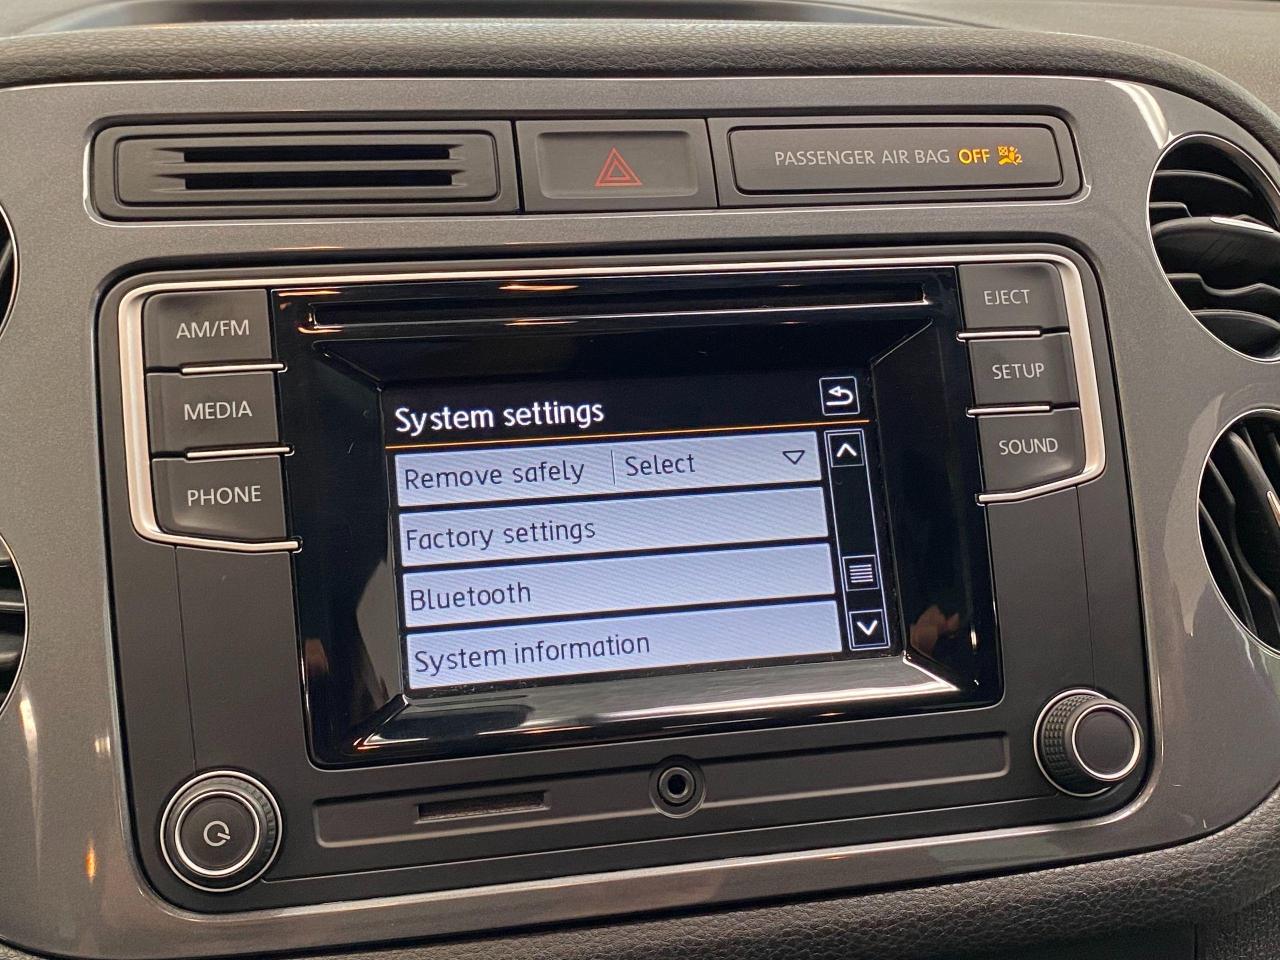 PASSENGER AIR BAG OFF
AM/FM
MEDIA
PHONE
EJECT
SETUP
SOUND
System settings
Remove safely Select
Factory settings
Bluetooth
System information